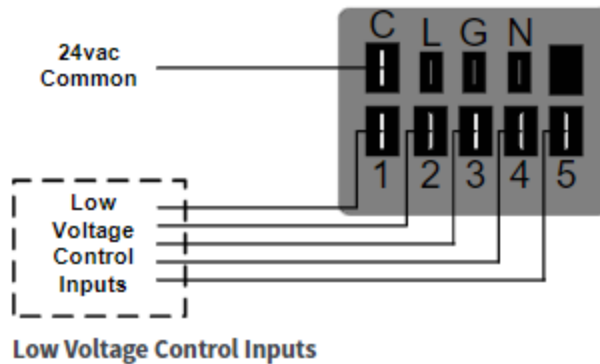 C L G N
24vac
Common
1 2 3 4 5
Low
Voltage
Control
Inputs
Low Voltage Control Inputs